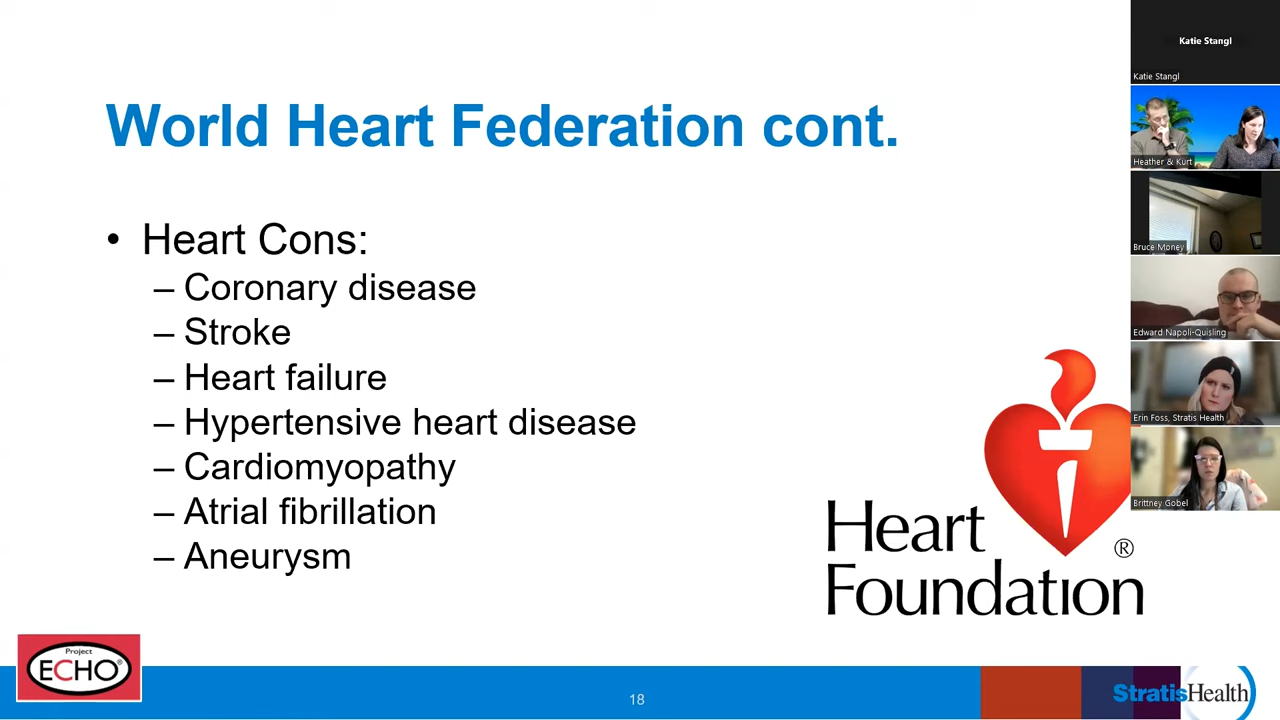 World Heart Federation cont.
• Heart Cons:
– Coronary disease
– Stroke
– Heart failure
– Hypertensive heart disease
– Cardiomyopathy
– Atrial fibrillation
– Aneurysm
Heart
Foundation
®
Project
ECHO®
18
StratisHealth
Katie Stangl
Katie Stangl
Heather & Kurt
Bruce Money
Edward Napoli-Quisling
Erin Foss, Stratis Health
Brittney Gobel